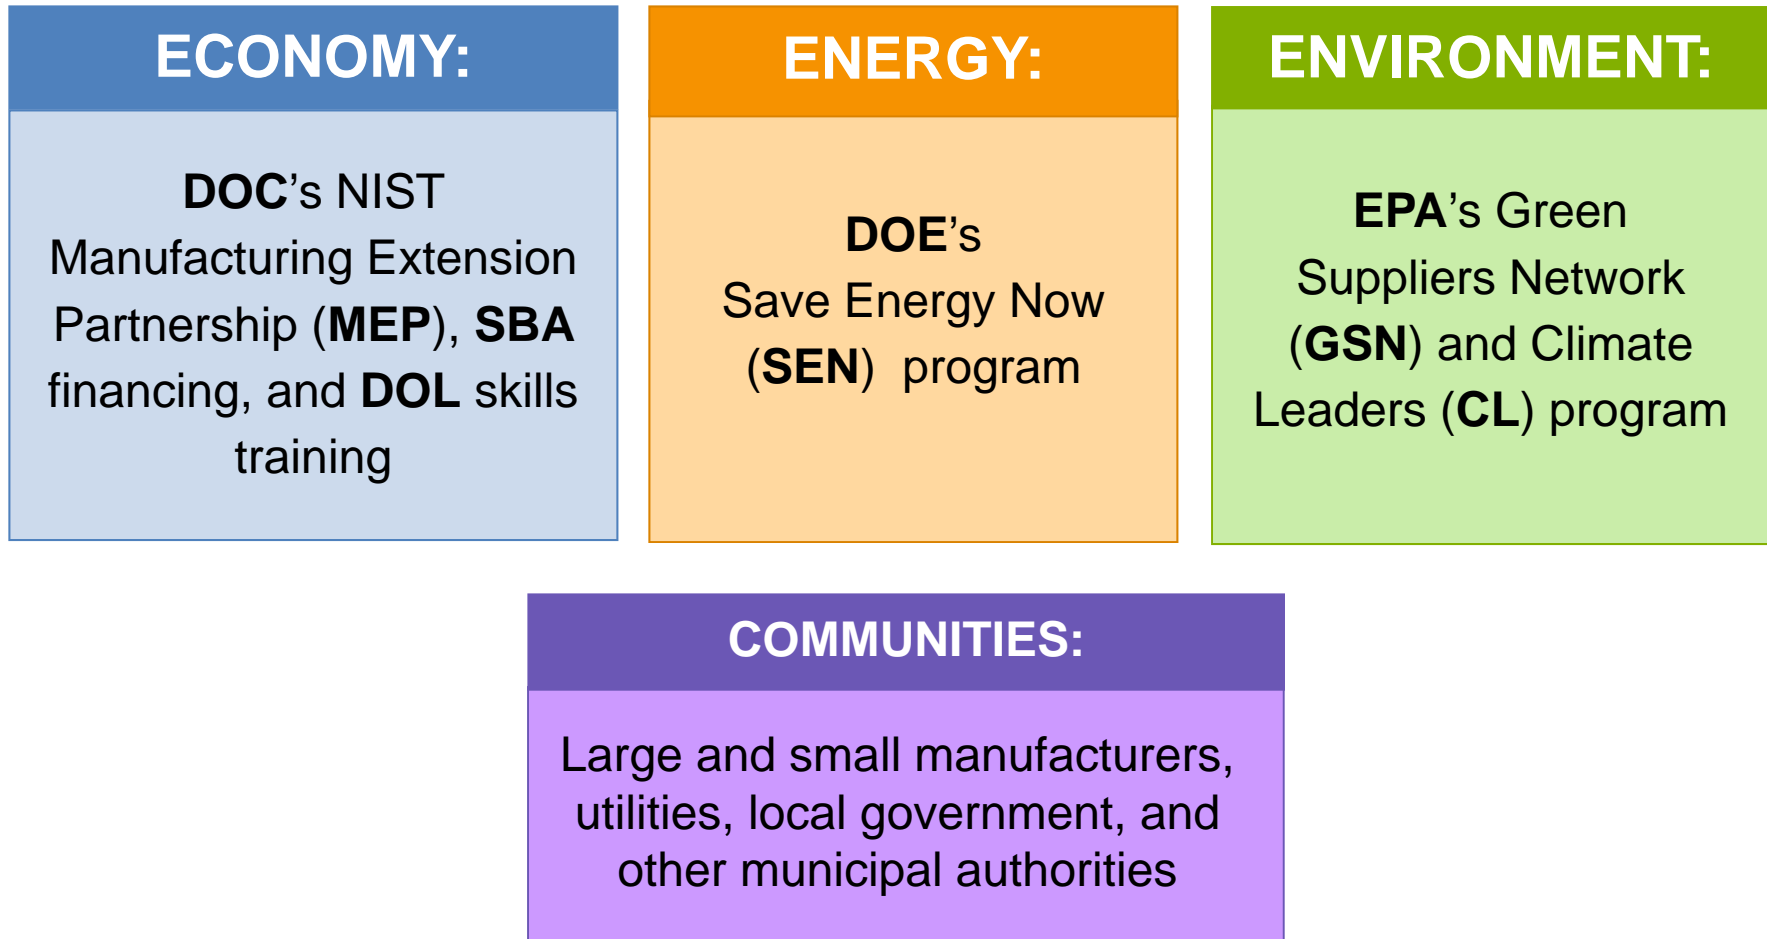 ECONOMY:
DOC’s NIST
Manufacturing Extension
Partnership (MEP), SBA
financing, and DOL skills
training
ENERGY:
DOE’s
Save Energy Now
(SEN)  program
ENVIRONMENT:
EPA’s Green
Suppliers Network
(GSN) and Climate
Leaders (CL) program
COMMUNITIES:
Large and small manufacturers,
utilities, local government, and
other municipal authorities